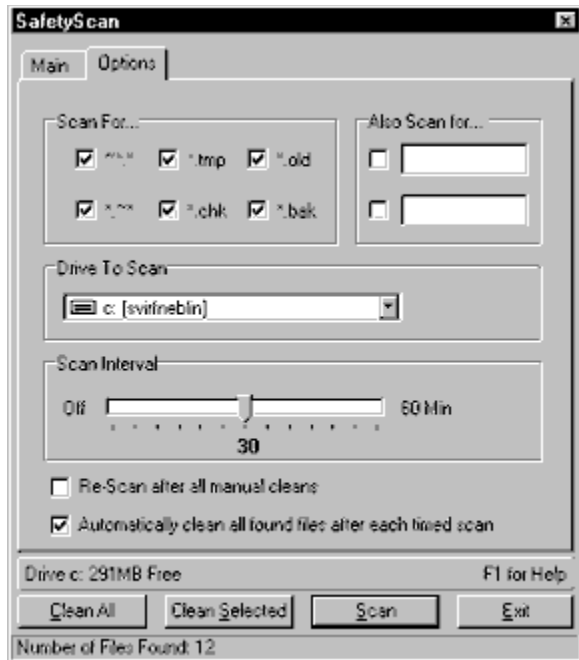 SafetyScan
Main Options
Scan For...
Also Scan for...
*.tmp *.old
*.~* *.chk *.bak
Drive To Scan
c: [svirfneblin]
Scan Interval
Off 60 Min
30
Re-Scan after all manual cleans
Automatically clean all found files after each timed scan
Drive c: 291MB Free F1 for Help
Clean All Clean Selected Scan Exit
Number of Files Found: 12